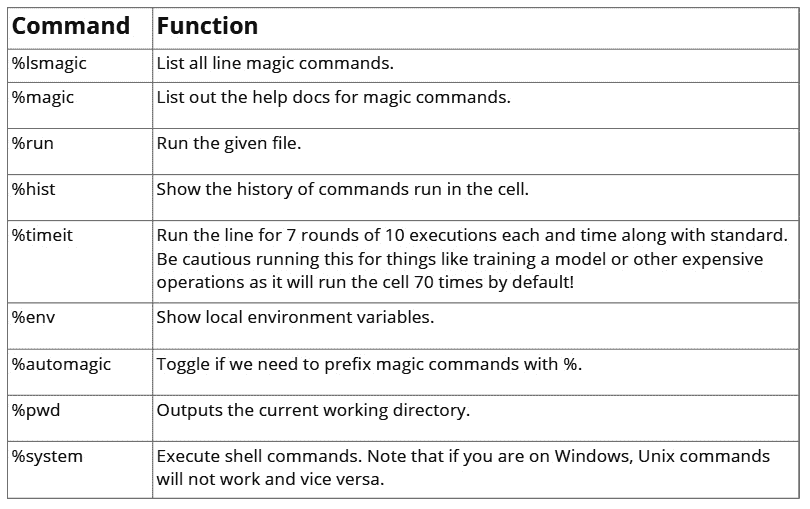 Command Function
%lsmagic List all line magic commands.
%magic List out the help docs for magic commands.
%run Run the given file.
%hist Show the history of commands run in the cell.
%timeit Run the line for 7 rounds of 10 executions each and time along with standard.
Be cautious running this for things like training a model or other expensive
operations as it will run the cell 70 times by default!
%env Show local environment variables.
%automagic Toggle if we need to prefix magic commands with %.
%pwd Outputs the current working directory.
%system Execute shell commands. Note that if you are on Windows, Unix commands
will not work and vice versa.